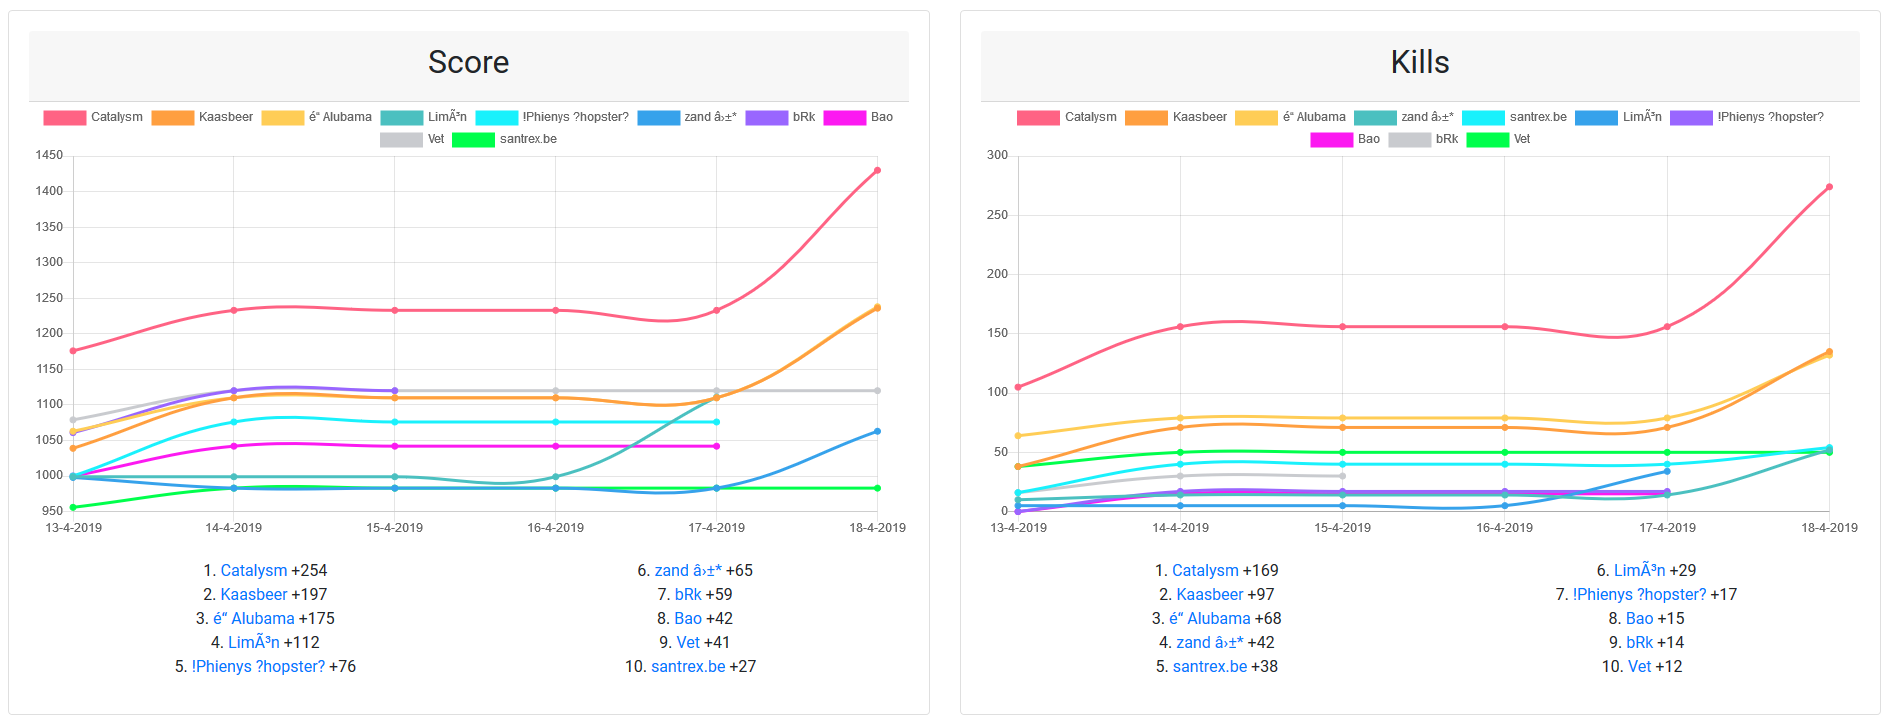 Score
Catalysm Kaasbeer é“ Alubama LimÃ³n !Phienys ?hopster? zand â›±* bRk Bao
Vet santrex.be
1450
1400
1350
1300
1250
1200
1150
1100
1050
1000
950
13-4-2019 14-4-2019 15-4-2019 16-4-2019 17-4-2019 18-4-2019
1. Catalysm +254
2. Kaasbeer +197
3. é“ Alubama +175
4. LimÃ³n +112
5. !Phienys ?hopster? +76
6. zand â›±* +65
7. bRk +59
8. Bao +42
9. Vet +41
10. santrex.be +27
Kills
Catalysm Kaasbeer é“ Alubama zand â›±* santrex.be LimÃ³n !Phienys ?hopster?
Bao bRk Vet
300
250
200
150
100
50
0
13-4-2019 14-4-2019 15-4-2019 16-4-2019 17-4-2019 18-4-2019
1. Catalysm +169
2. Kaasbeer +97
3. é“ Alubama +68
4. zand â›±* +42
5. santrex.be +38
6. LimÃ³n +29
7. !Phienys ?hopster? +17
8. Bao +15
9. bRk +14
10. Vet +12